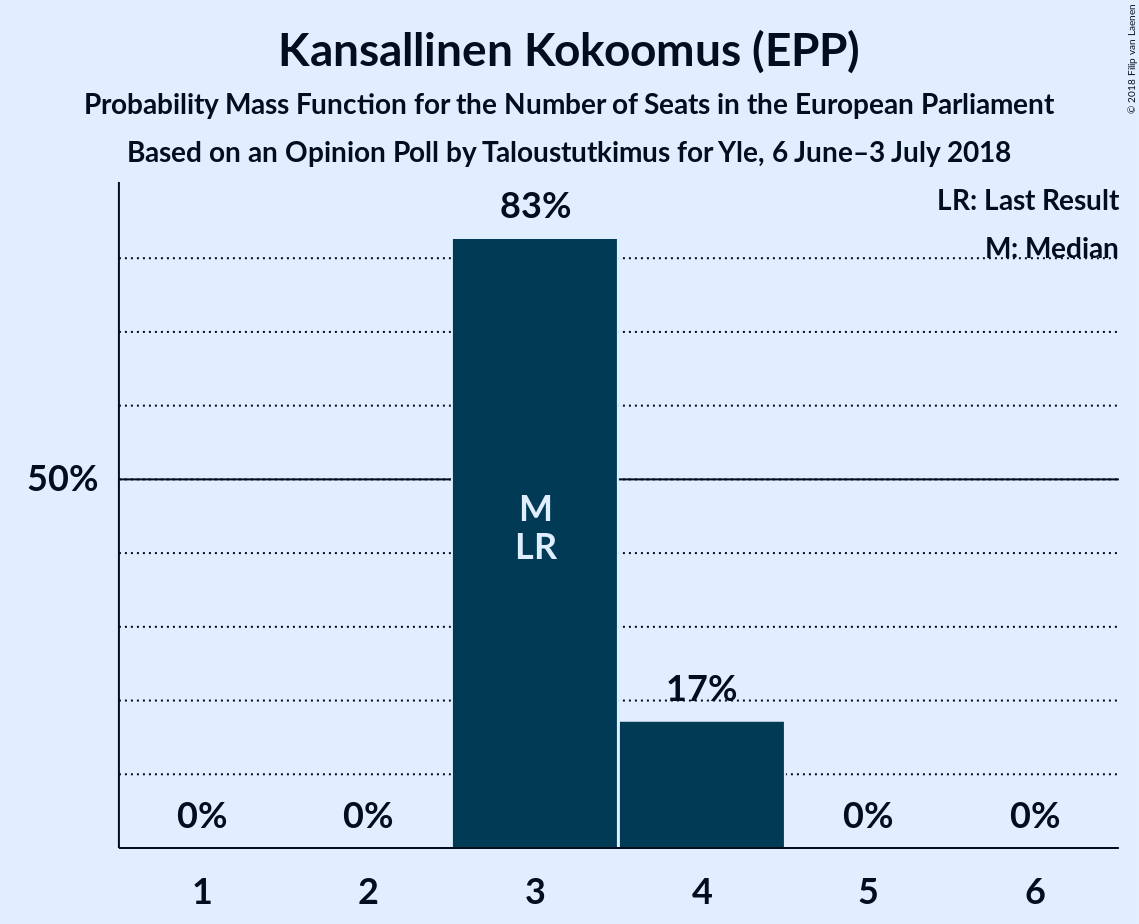 Kansallinen Kokoomus (EPP)
Probability Mass Function for the Number of Seats in the European Parliament
Based on an Opinion Poll by Taloustutkimus for Yle, 6 June–3 July 2018
© 2018 Filip van Laenen
LR: Last Result
M: Median
83%
50%
M
LR
17%
0%
0%
0%
0%
1
2
3
4
5
6